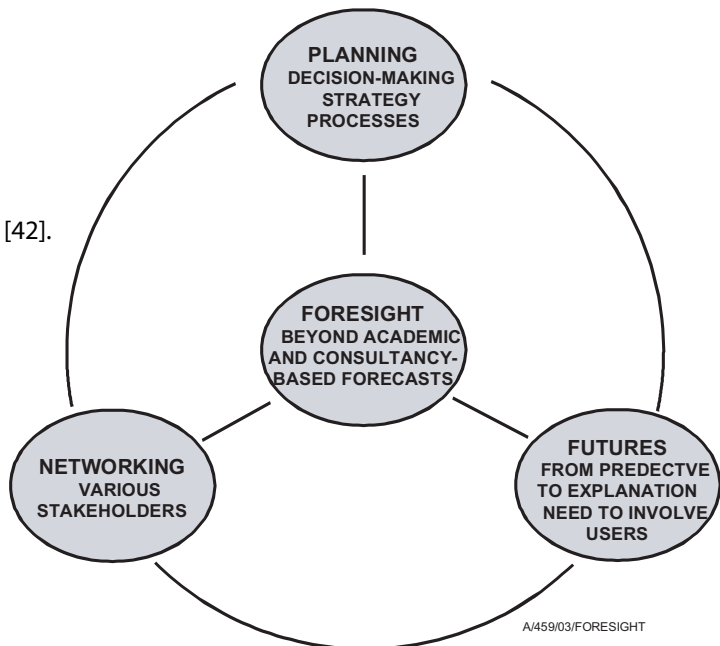 PLANNING
DECISION-MAKING
STRATEGY
PROCESSES
[42].
FORESIGHT
BEYOND ACADEMIC
AND CONSULTANCY-
BASED FORECASTS
NETWORKING
VARIOUS
STAKEHOLDERS
FUTURES
FROM PREDECTVE
TO EXPLANATION
NEED TO INVOLVE
USERS
A/459/03/FORESIGHT